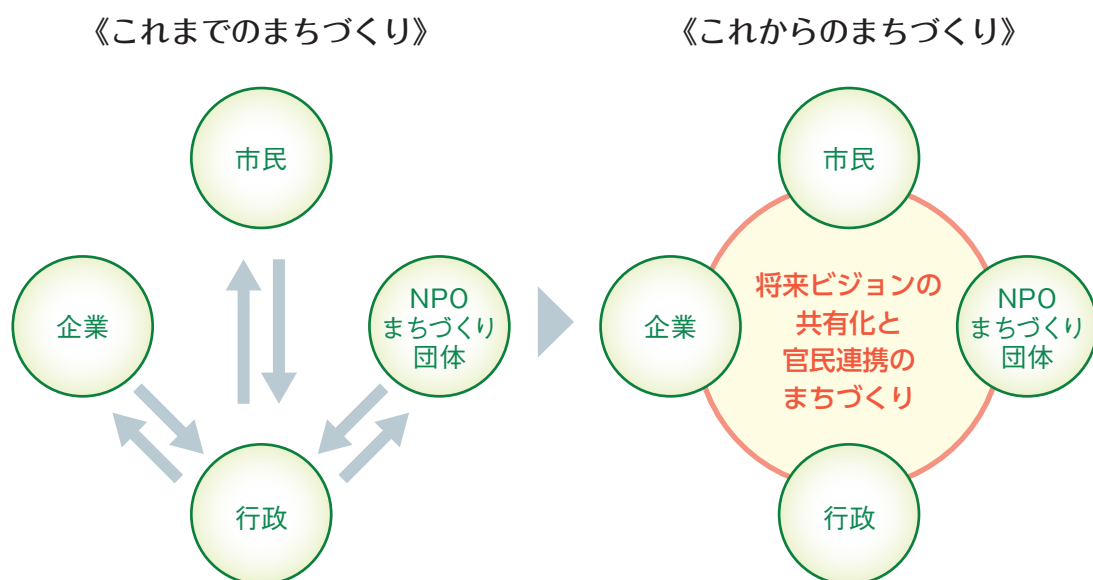 《これまでのまちづくり》
市民
企業
NPO
まちづくり
団体
行政
《これからのまちづくり》
市民
企業
将来ビジョンの
共有化と
官民連携の
まちづくり
NPO
まちづくり
団体
行政